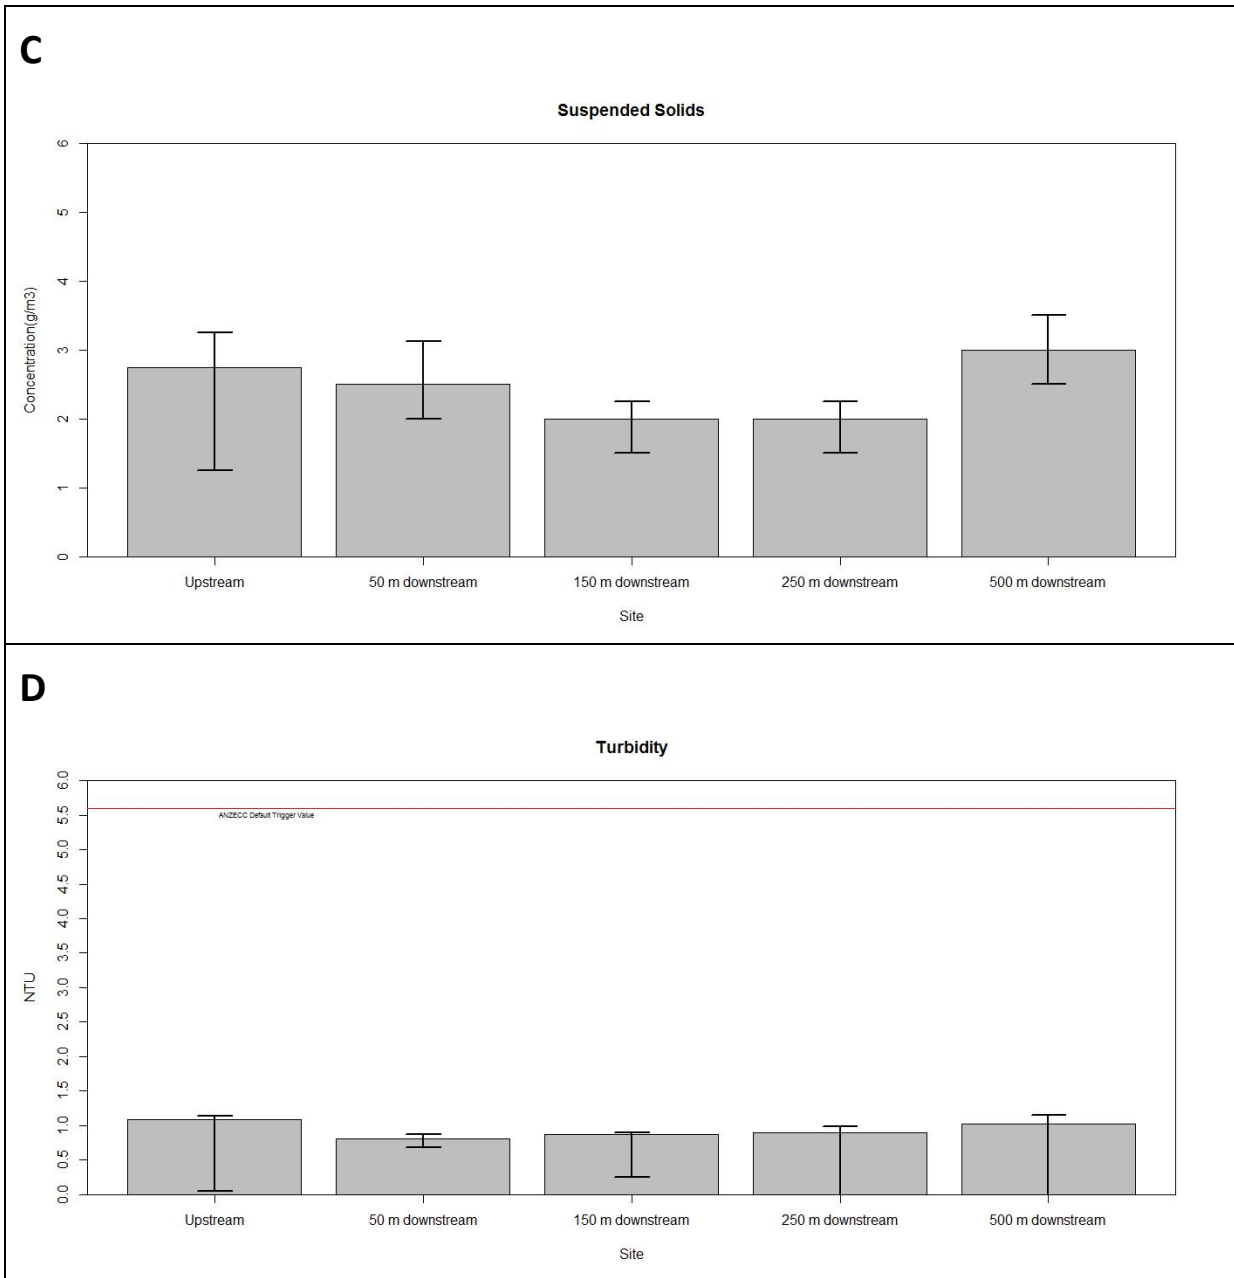 C
Suspended Solids
6
5
4
3
2
1
0
Concentration(g/m3)
Upstream 50 m downstream 150 m downstream 250 m downstream 500 m downstream
Site
D
Turbidity
6.0
5.5
5.0
4.5
4.0
3.5
3.0
2.5
2.0
1.5
1.0
0.5
0.0
ANZECC Default Trigger Value
NTU
Upstream 50 m downstream 150 m downstream 250 m downstream 500 m downstream
Site